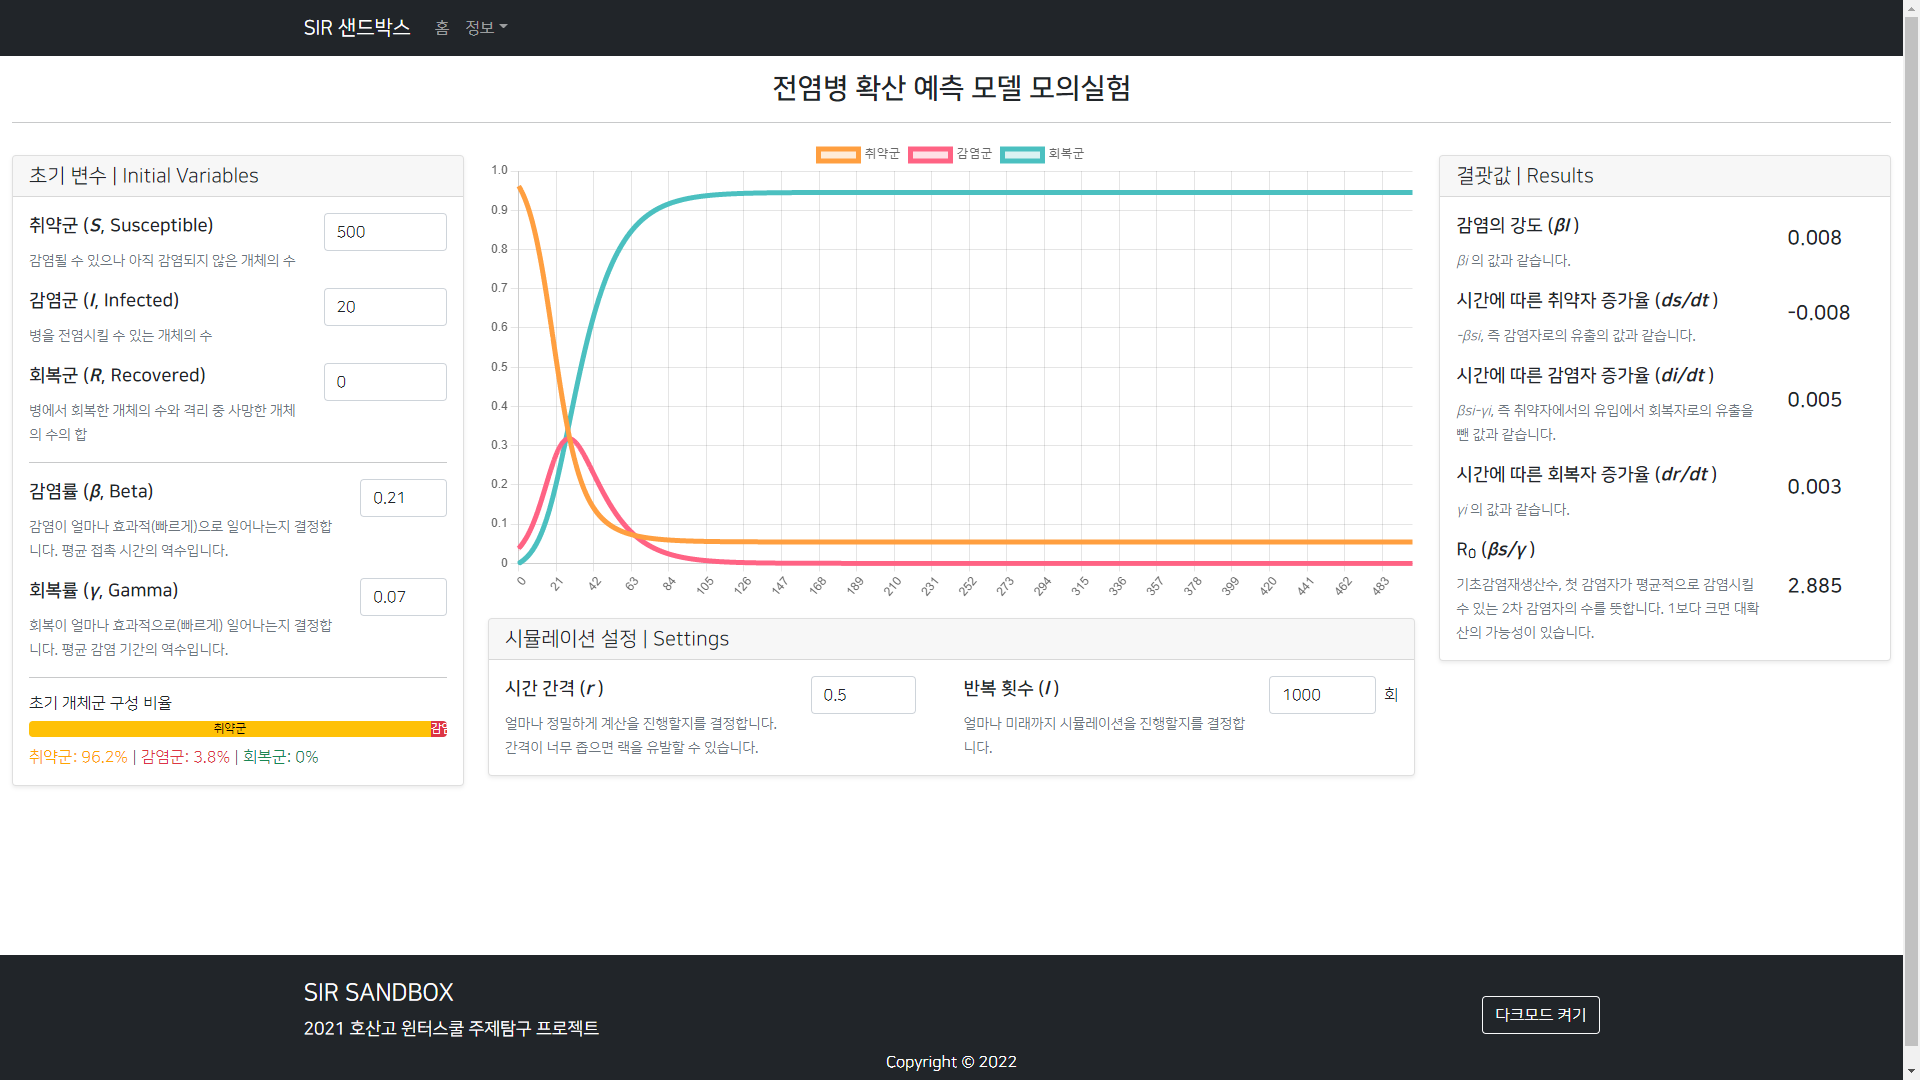 SIR 샌드박스 홈 정보
전염병 확산 예측 모델 모의실험
초기 변수 | Initial Variables
취약군 (S, Susceptible)
500
감염될 수 있으나 아직 감염되지 않은 개체의 수
감염군 (I, Infected)
20
병을 전염시킬 수 있는 개체의 수
회복군 (R, Recovered)
0
병에서 회복한 개체의 수와 격리 중 사망한 개체
의 수의 합
감염률 (β, Beta)
0.21
감염이 얼마나 효과적(빠르게)으로 일어나는지 결정합
니다. 평균 접촉 시간의 역수입니다.
회복률 (γ, Gamma)
0.07
회복이 얼마나 효과적으로(빠르게) 일어나는지 결정합
니다. 평균 감염 기간의 역수입니다.
초기 개체군 구성 비율
취약군 감염
취약군: 96.2% | 감염군: 3.8% | 회복군: 0%
취약군 감염군 회복군
1.0
0.9
0.8
0.7
0.6
0.5
0.4
0.3
0.2
0.1
0
0 21 42 63 84 105 126 147 168 189 210 231 252 273 294 315 336 357 378 399 420 441 462 483
시뮬레이션 설정 | Settings
시간 간격 (r )
0.5
얼마나 정밀하게 계산을 진행할지를 결정합니다.
간격이 너무 좁으면 랙을 유발할 수 있습니다.
반복 횟수 (l )
1000 회
얼마나 미래까지 시뮬레이션을 진행할지를 결정합
니다.
결괏값 | Results
감염의 강도 (βI )
0.008
βi 의 값과 같습니다.
시간에 따른 취약자 증가율 (ds/dt )
-0.008
-βsi, 즉 감염자로의 유출의 값과 같습니다.
시간에 따른 감염자 증가율 (di/dt )
0.005
βsi-γi, 즉 취약자에서의 유입에서 회복자로의 유출을
뺀 값과 같습니다.
시간에 따른 회복자 증가율 (dr/dt )
0.003
γi 의 값과 같습니다.
R₀ (βs/γ )
2.885
기초감염재생산수, 첫 감염자가 평균적으로 감염시킬
수 있는 2차 감염자의 수를 뜻합니다. 1보다 크면 대확
산의 가능성이 있습니다.
SIR SANDBOX
2021 호산고 윈터스쿨 주제탐구 프로젝트
다크모드 켜기
Copyright © 2022